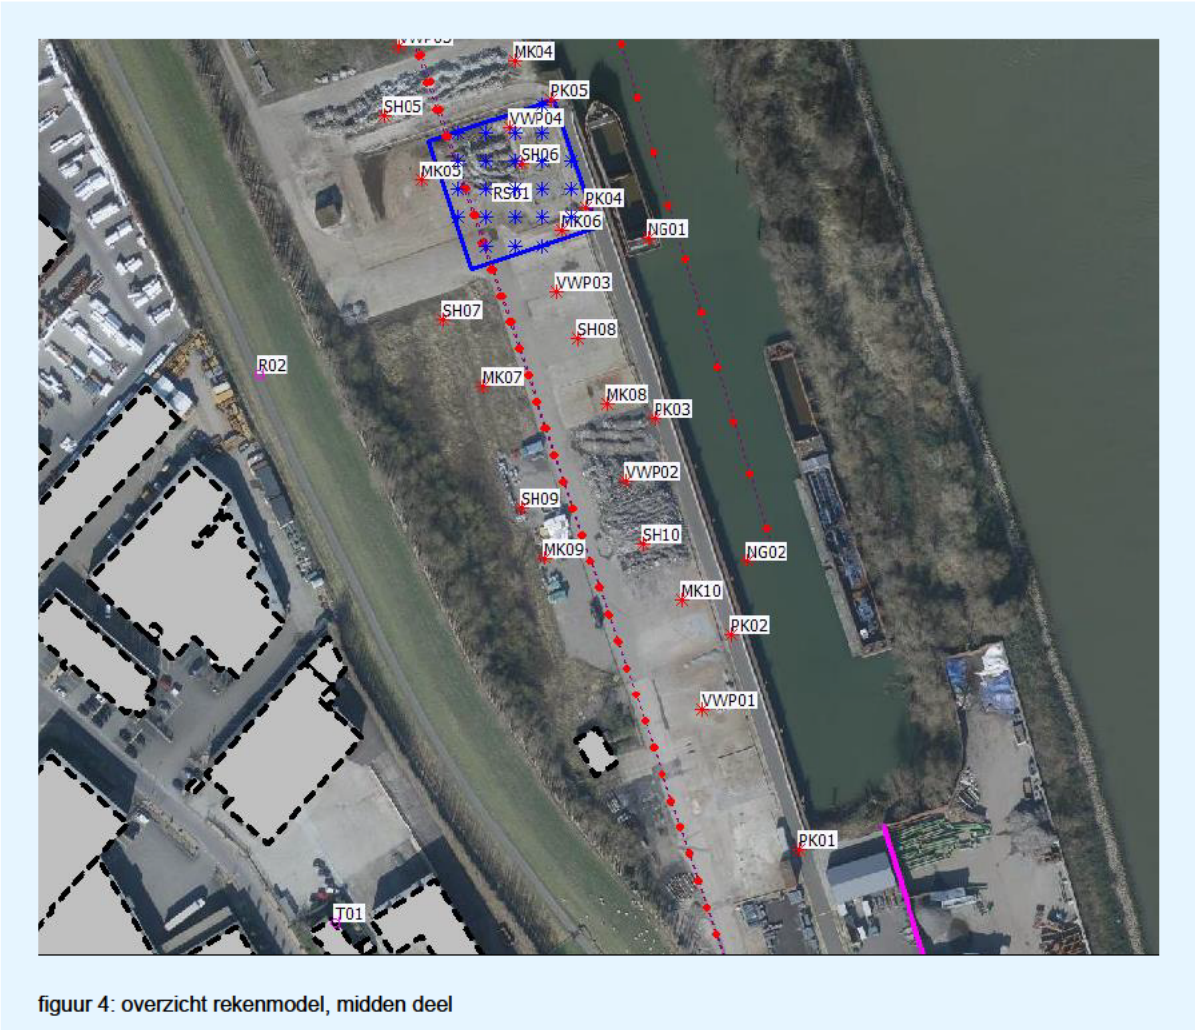 VWP05
MK04
PK05
SH05
VWP04
SH06
MK05
RS01
PK04
MK06
NG01
VWP03
SH07
SH08
R02
MK07
MK08
PK03
VWP02
SH09
SH10
MK09
NG02
MK10
PK02
VWP01
PK01
T01
figuur 4: overzicht rekenmodel, midden deel